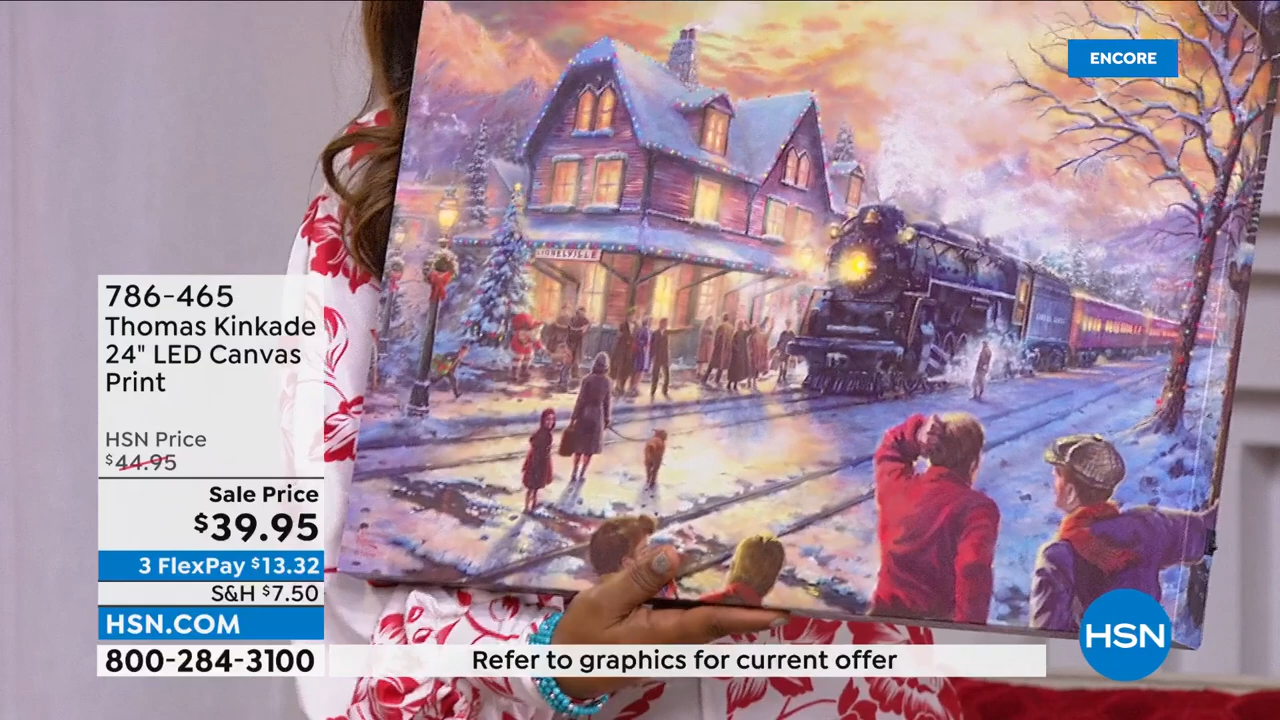 ENCORE
786-465
Thomas Kinkade
24" LED Canvas
Print
HSN Price
$44.95
Sale Price
$39.95
3 FlexPay $13.32
S&H $7.50
HSN.COM
800-284-3100
Refer to graphics for current offer
HSN
LIONELVILLE